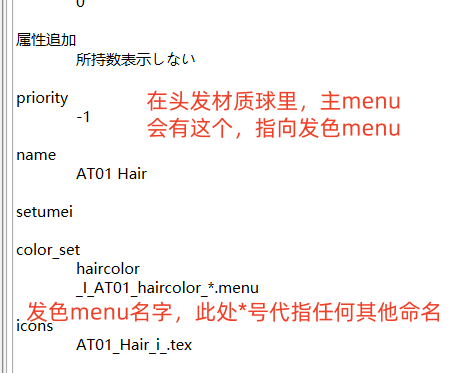 0
属性追加
所持数表示しない
priority
-1
在头发材质球里，主menu
会有这个，指向发色menu
name
AT01 Hair
setumei
color_set
haircolor
_I_AT01_haircolor_*.menu
发色menu名字，此处*号代指任何其他命名
icons
AT01_Hair_i_.tex